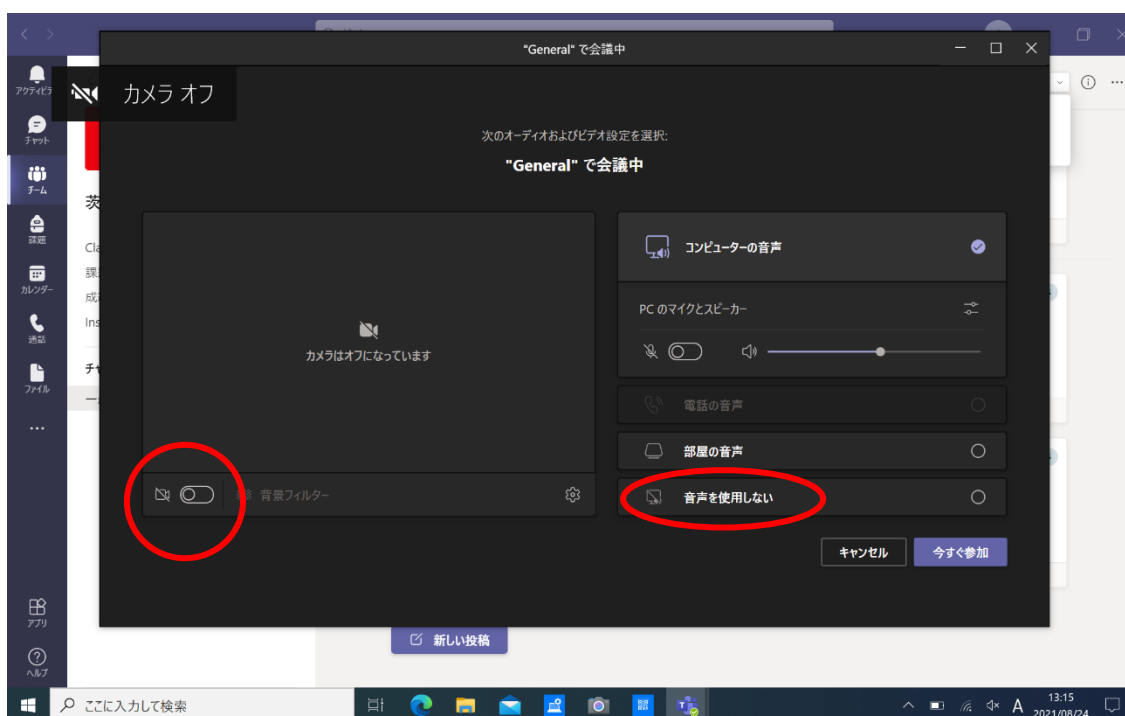 "General" で会議中
アクティビテ
カメラ オフ
チャット
チーム
課題
カレンダー
通話
ファイル
アプリ
ヘルプ
茨
Cla
課
成
Ins
チャ
次のオーディオおよびビデオ設定を選択:
"General" で会議中
カメラはオフになっています
背景フィルター
コンピューターの音声
PC のマイクとスピーカー
電話の音声
部屋の音声
音声を使用しない
キャンセル
今すぐ参加
新しい投稿
ここに入力して検索
A
13:15
2021/08/24